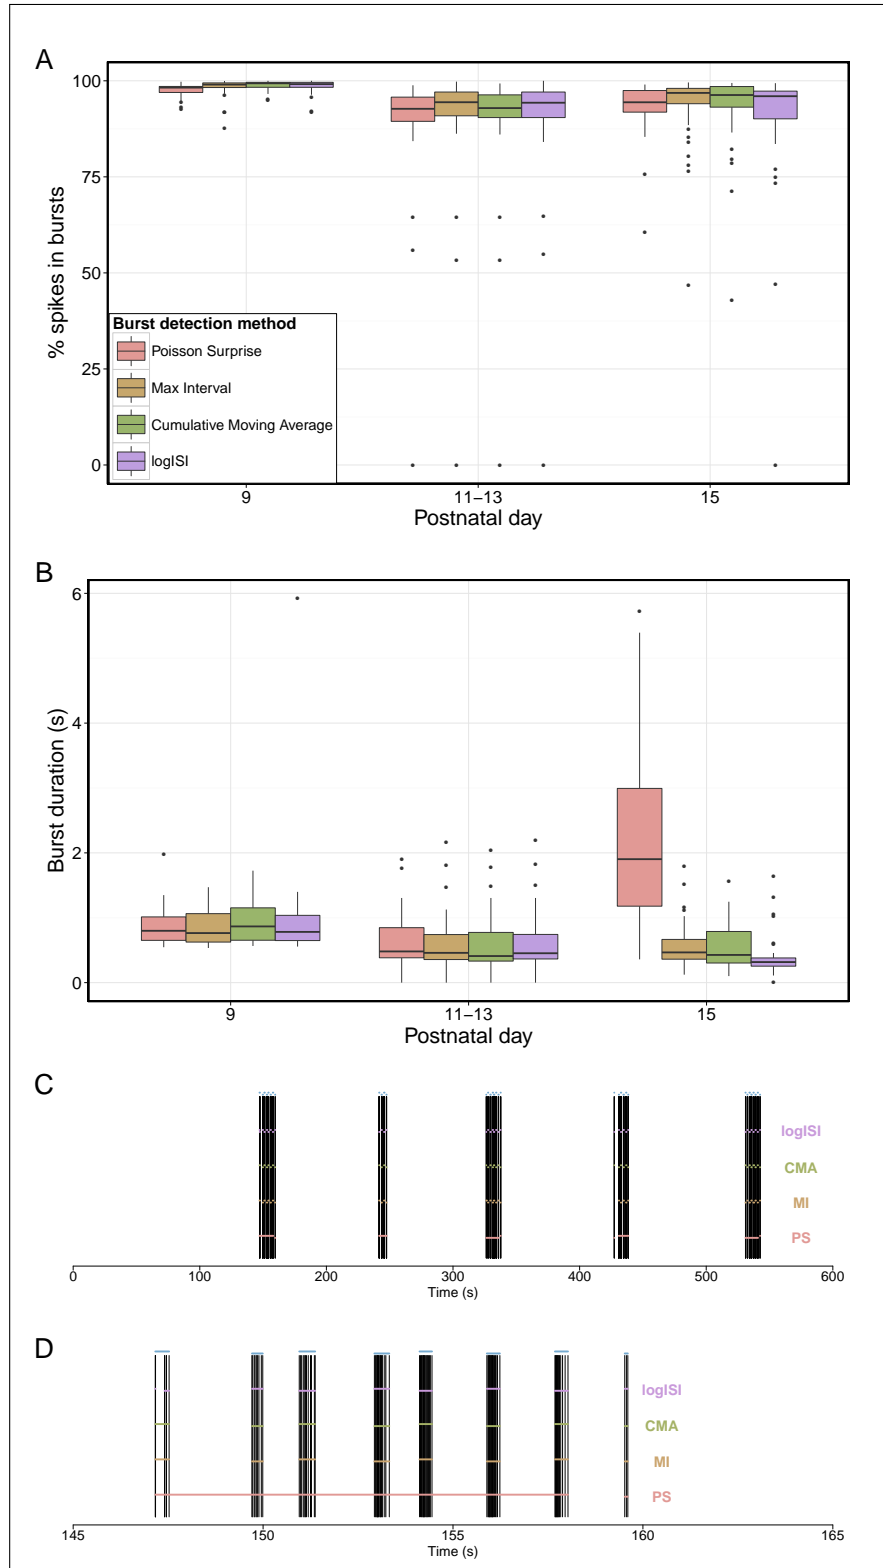 A
100
75
50
25
0
% spikes in bursts
Burst detection method
Poisson Surprise
Max Interval
Cumulative Moving Average
logISI
9
11−13
15
Postnatal day
B
6
4
2
0
Burst duration (s)
9
11−13
15
Postnatal day
C
logISI
CMA
MI
PS
0
100
200
300
400
500
600
Time (s)
D
logISI
CMA
MI
PS
145
150
155
160
165
Time (s)